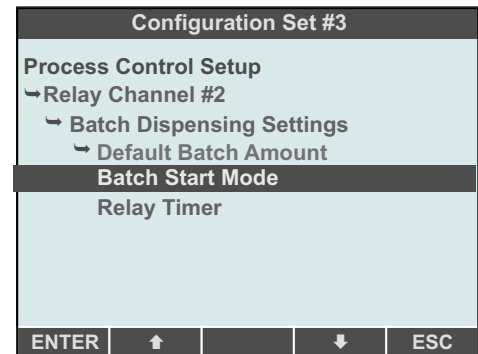 Configuration Set #3
Process Control Setup
➥Relay Channel #2
➥ Batch Dispensing Settings
➥ Default Batch Amount
Batch Start Mode
Relay Timer
ENTER ⬆ ⬇ ESC